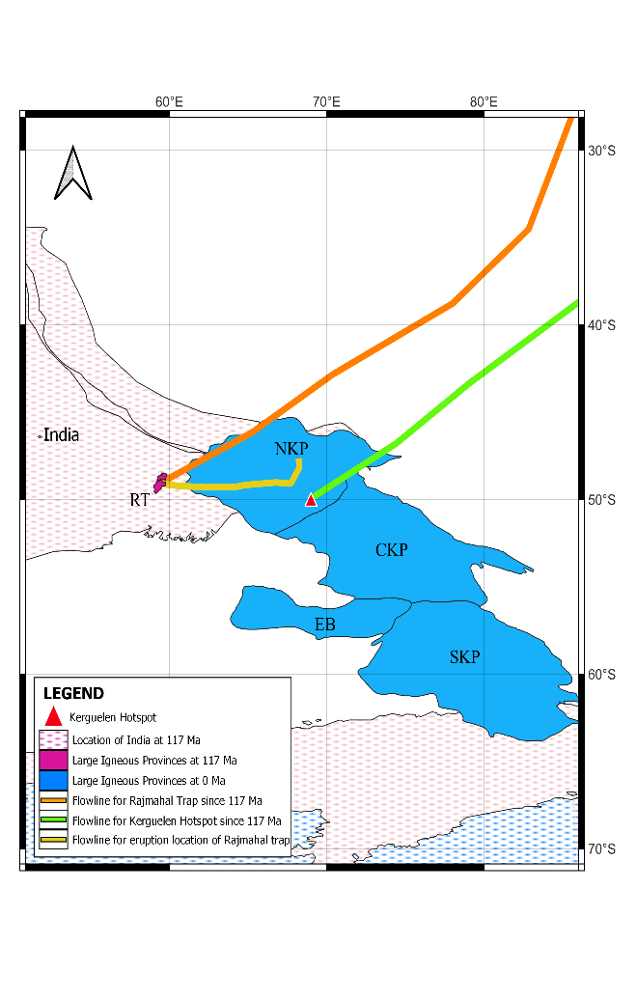 60°E 70°E 80°E
30°S
40°S
India
NKP
RT
50°S
CKP
EB
SKP
60°S
LEGEND
Kerguelen Hotspot
Location of India at 117 Ma
Large Igneous Provinces at 117 Ma
Large Igneous Provinces at 0 Ma
Flowline for Rajmahal Trap since 117 Ma
Flowline for Kerguelen Hotspot since 117 Ma
Flowline for eruption location of Rajmahal trap
70°S